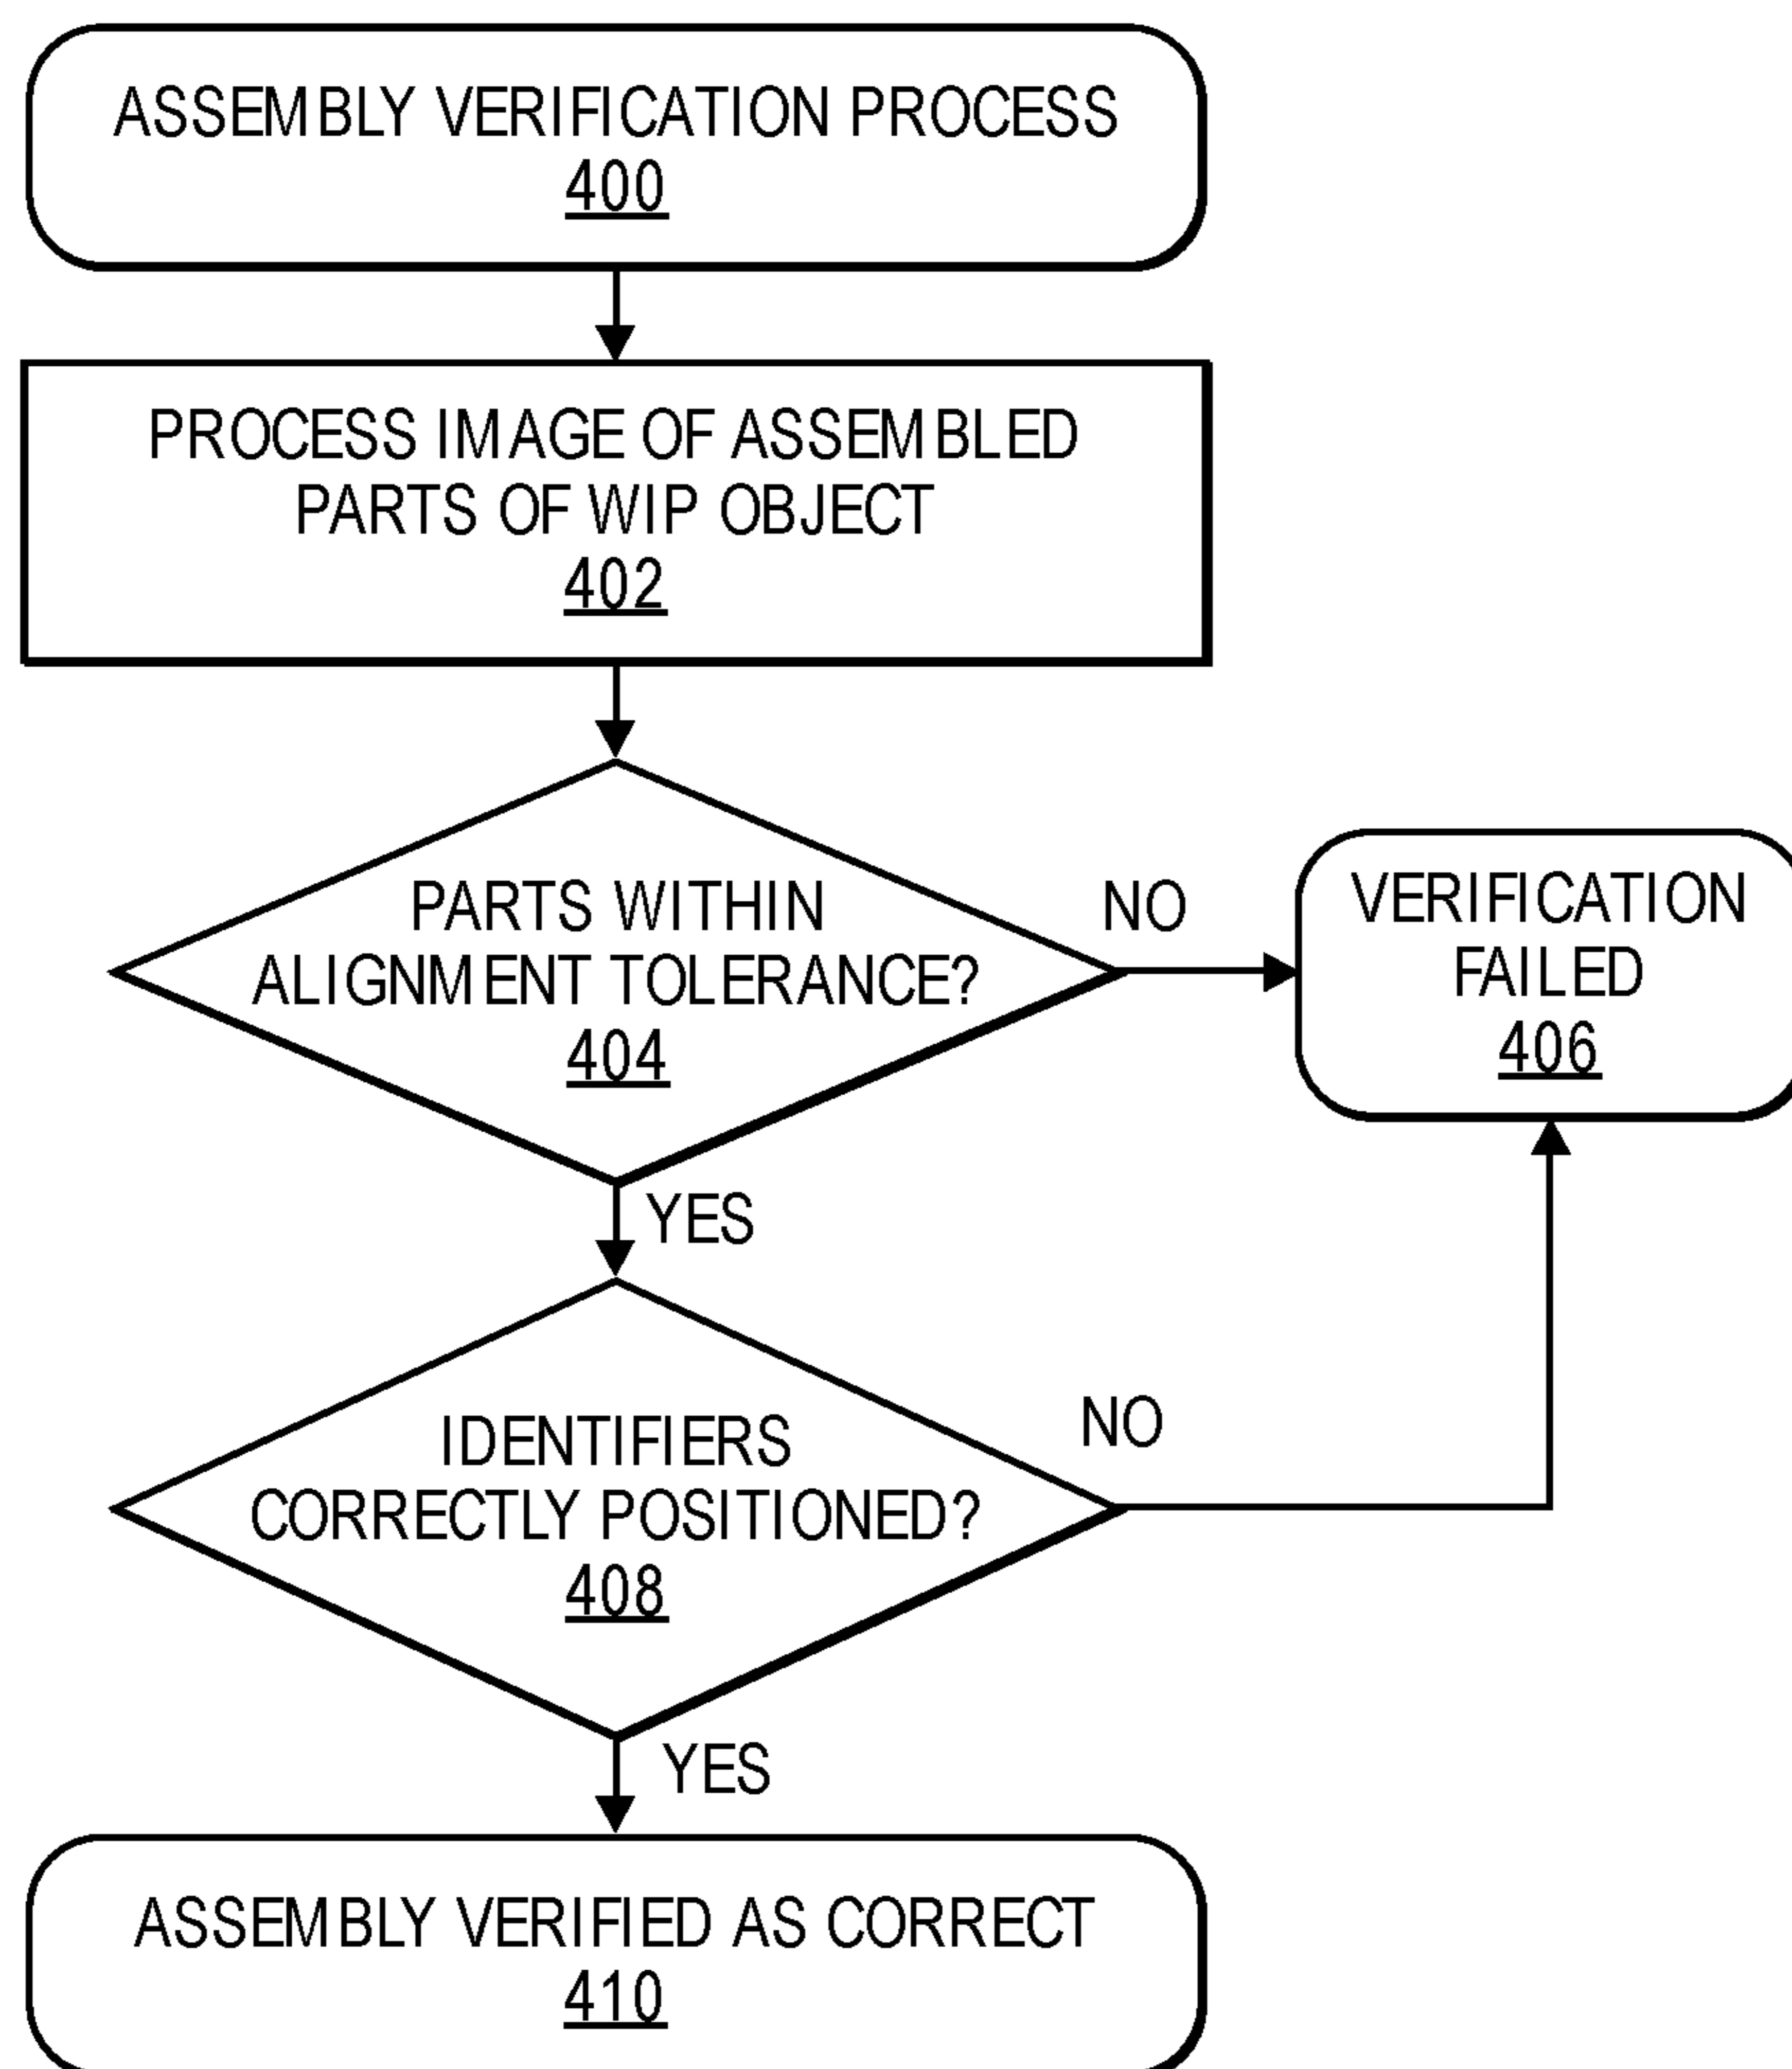 ASSEMBLY VERIFICATION PROCESS
400
PROCESS IMAGE OF ASSEMBLED
PARTS OF WIP OBJECT
402
PARTS WITHIN
ALIGNMENT TOLERANCE?
404
NO
VERIFICATION
FAILED
406
YES
IDENTIFIERS
CORRECTLY POSITIONED?
408
NO
YES
ASSEMBLY VERIFIED AS CORRECT
410